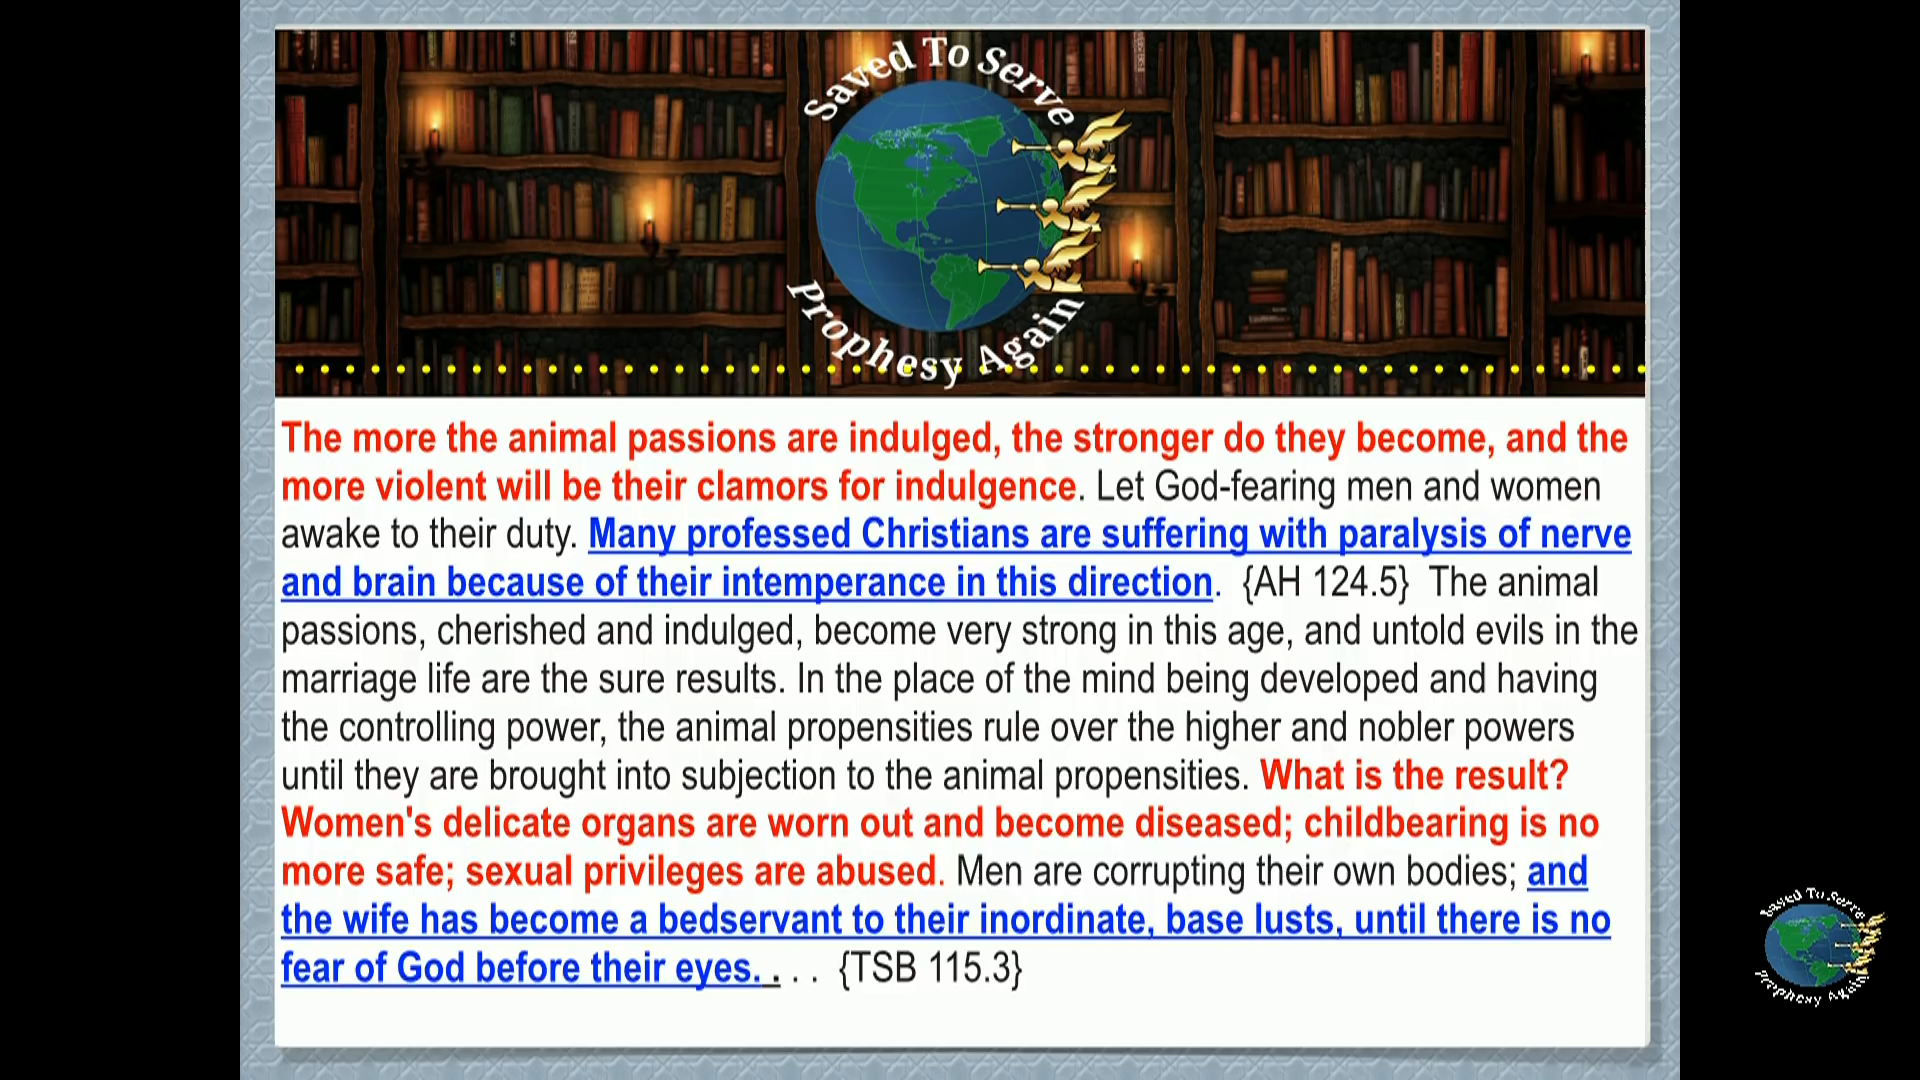 Saved To Serve
Prophesy Again
The more the animal passions are indulged, the stronger do they become, and the
more violent will be their clamors for indulgence. Let God-fearing men and women
awake to their duty. Many professed Christians are suffering with paralysis of nerve
and brain because of their intemperance in this direction.  {AH 124.5}  The animal
passions, cherished and indulged, become very strong in this age, and untold evils in the
marriage life are the sure results. In the place of the mind being developed and having
the controlling power, the animal propensities rule over the higher and nobler powers
until they are brought into subjection to the animal propensities. What is the result?
Women's delicate organs are worn out and become diseased; childbearing is no
more safe; sexual privileges are abused. Men are corrupting their own bodies; and
the wife has become a bedservant to their inordinate, base lusts, until there is no
fear of God before their eyes. . . .  {TSB 115.3}
Saved To Serve
Prophesy Again